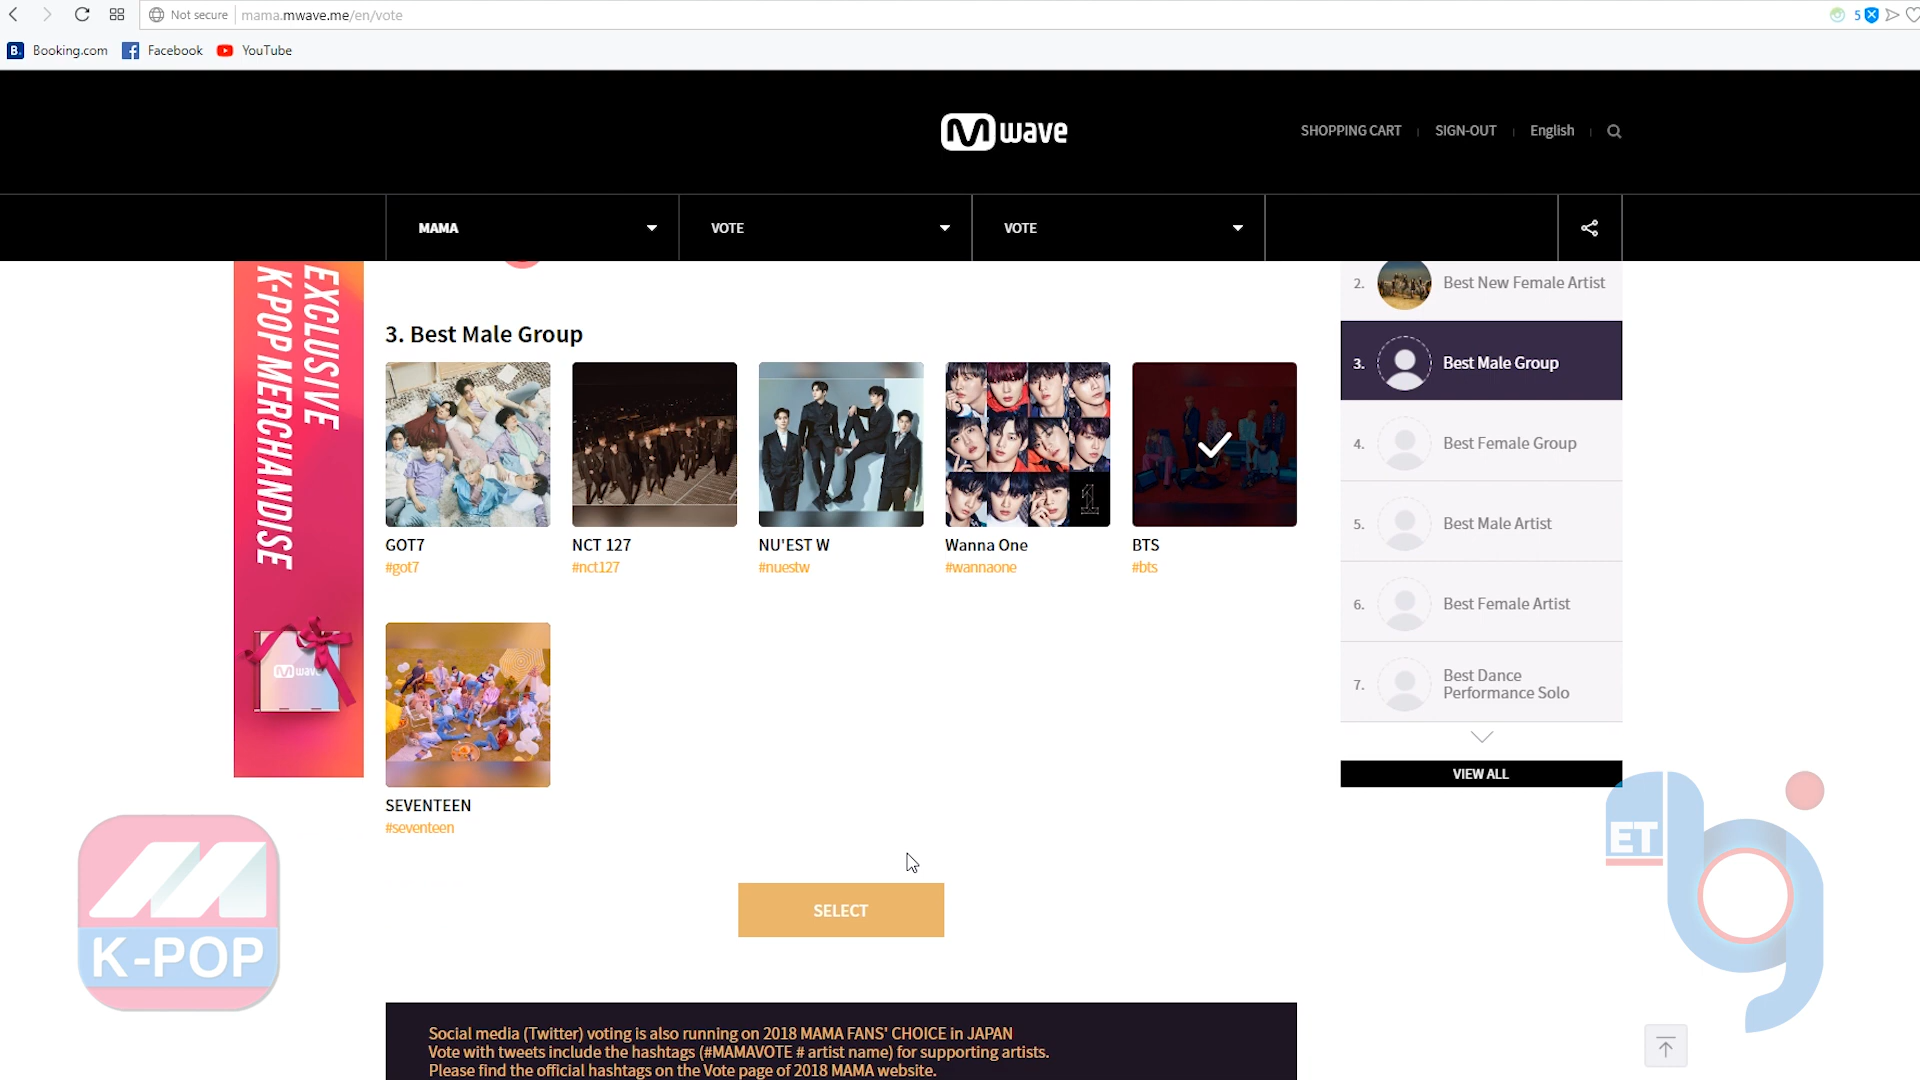 Not secure
mama.mwave.me/en/vote
5
B.
Booking.com
Facebook
YouTube
M wave
SHOPPING CART
SIGN-OUT
English
MAMA
VOTE
VOTE
EXCLUSIVE
K-POP MERCHANDISE
M wave
3. Best Male Group
GOT7
#got7
NCT 127
#nct127
NU'EST W
#nuestw
Wanna One
#wannaone
1
BTS
#bts
SEVENTEEN
#seventeen
SELECT
2.
Best New Female Artist
3.
Best Male Group
4.
Best Female Group
5.
Best Male Artist
6.
Best Female Artist
7.
Best Dance
Performance Solo
VIEW ALL
M
K-POP
ET
bj
Social media (Twitter) voting is also running on 2018 MAMA FANS' CHOICE in JAPAN
Vote with tweets include the hashtags (#MAMAVOTE # artist name) for supporting artists.
Please find the official hashtags on the Vote page of 2018 MAMA website.